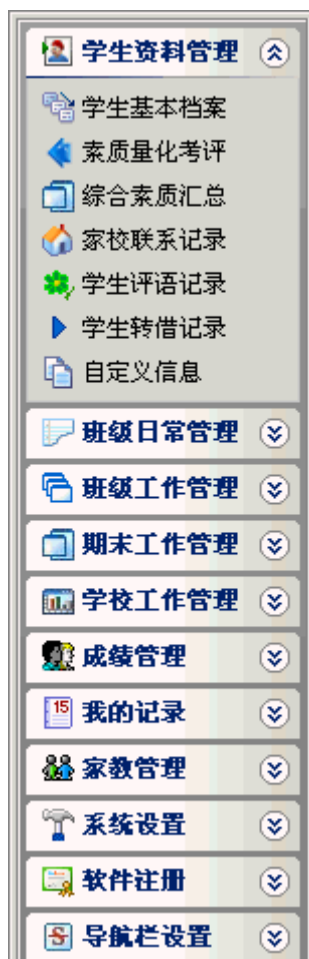 学生资料管理
学生基本档案
素质量化考评
综合素质汇总
家校联系记录
学生评语记录
学生转借记录
自定义信息
班级日常管理
班级工作管理
期末工作管理
学校工作管理
成绩管理
15
我的记录
家教管理
系统设置
软件注册
导航栏设置